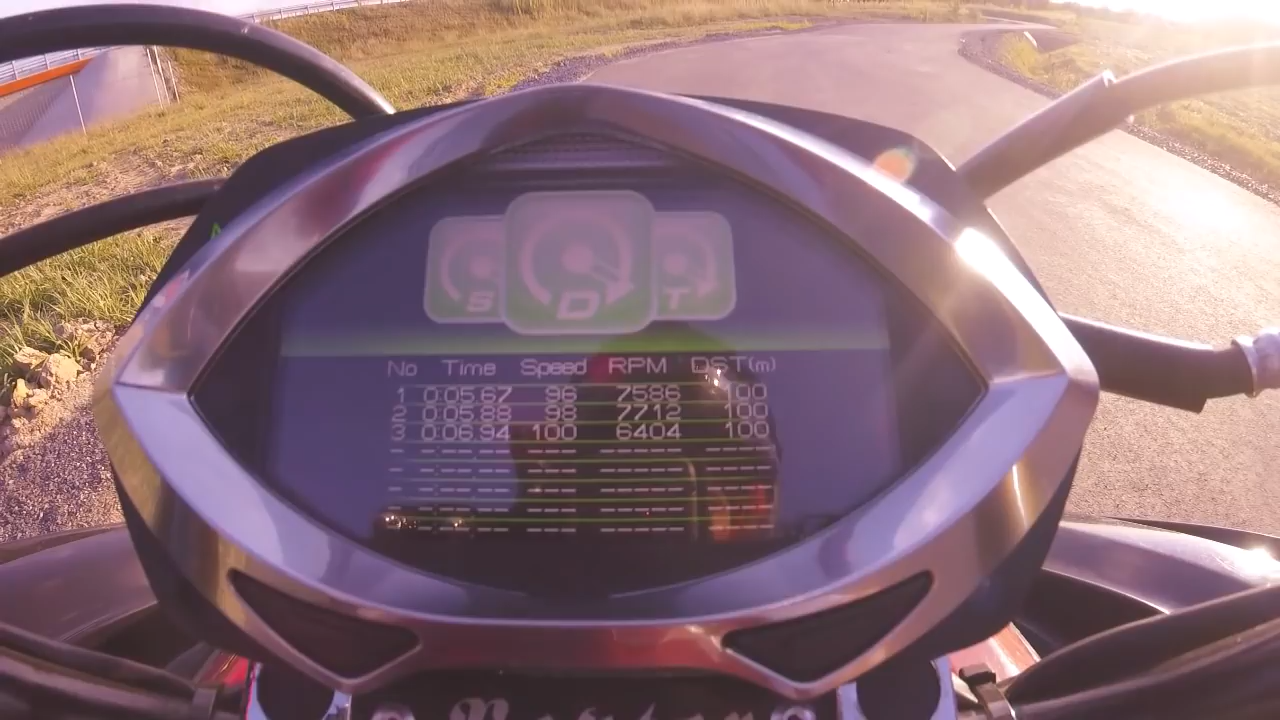 S D T
No Time Speed RPM DST(m)
1 0:05.67 96 7586 100
2 0:05.88 98 7712 100
3 0:06.94 100 6404 100
- --:--.-- --- ---- ---
- --:--.-- --- ---- ---
- --:--.-- --- ---- ---
- --:--.-- --- ---- ---
- --:--.-- --- ---- ---